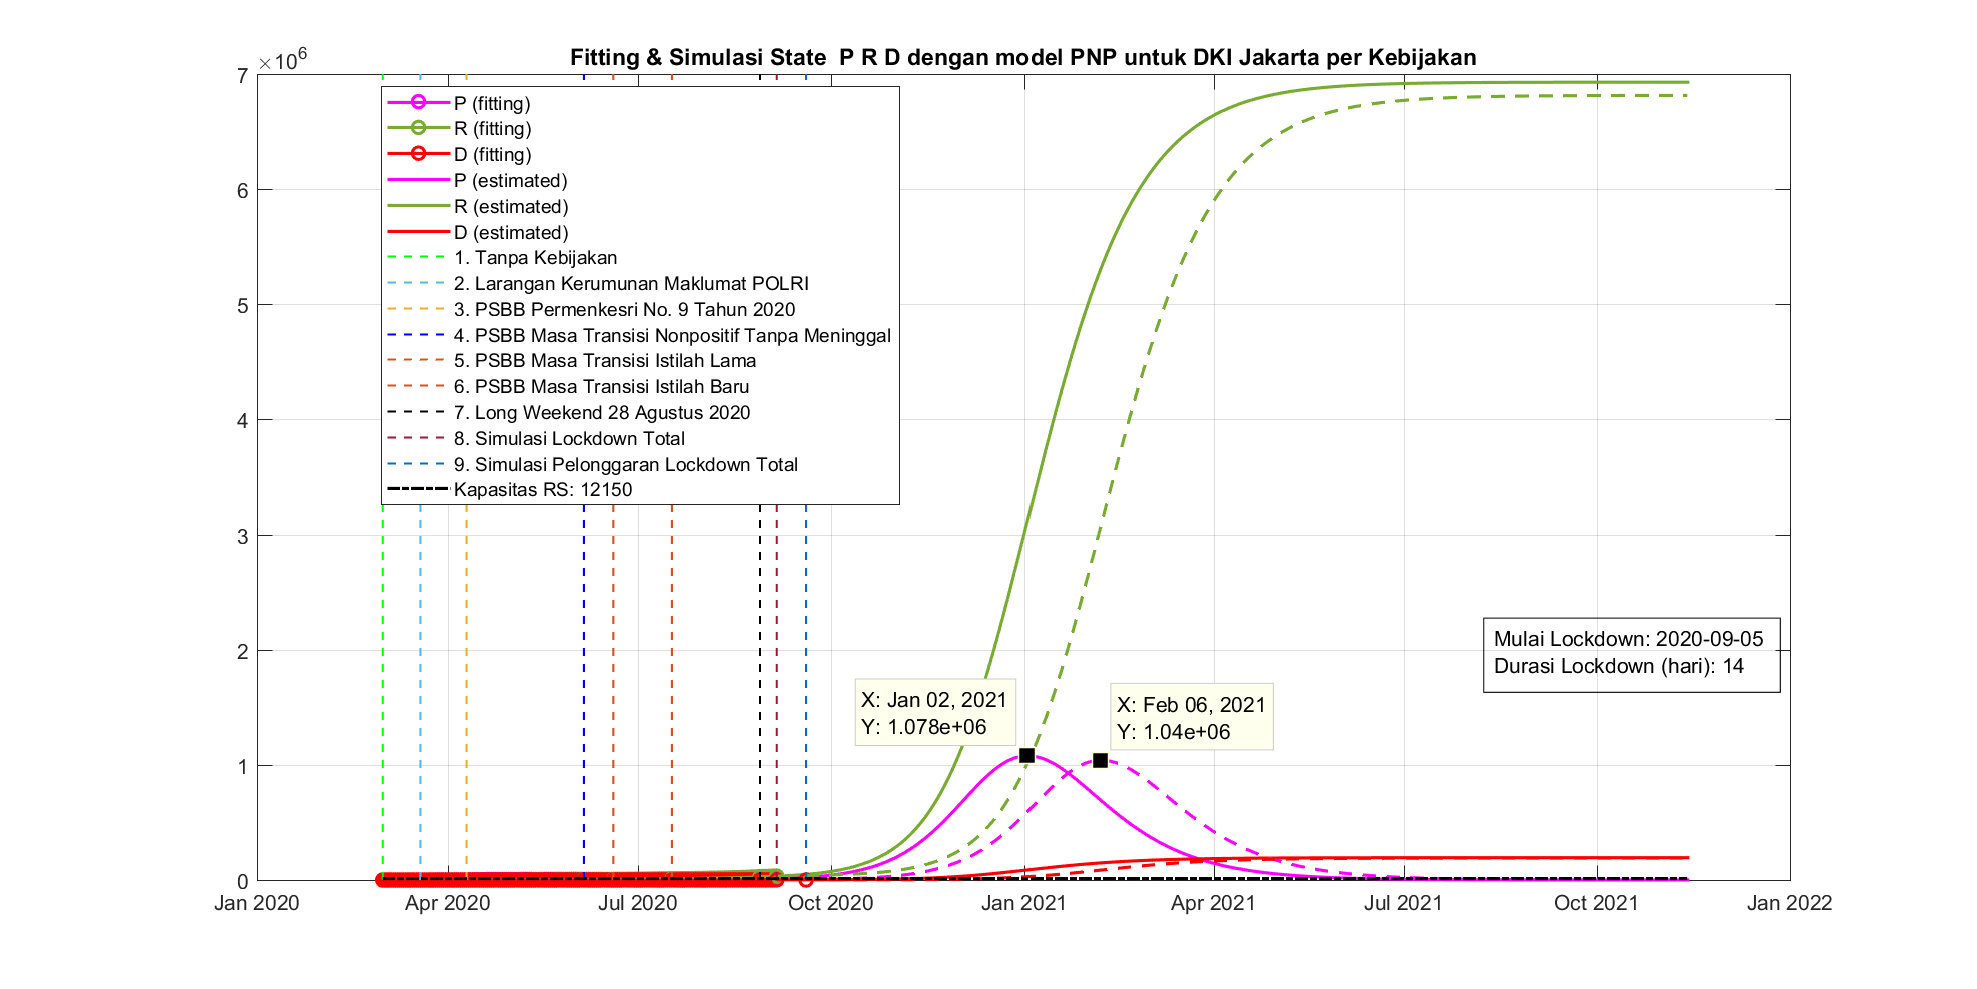 Fitting & Simulasi State  P R D dengan model PNP untuk DKI Jakarta per Kebijakan
×10^6
7
6
5
4
3
2
1
0
P (fitting)
R (fitting)
D (fitting)
P (estimated)
R (estimated)
D (estimated)
1. Tanpa Kebijakan
2. Larangan Kerumunan Maklumat POLRI
3. PSBB Permenkesri No. 9 Tahun 2020
4. PSBB Masa Transisi Nonpositif Tanpa Meninggal
5. PSBB Masa Transisi Istilah Lama
6. PSBB Masa Transisi Istilah Baru
7. Long Weekend 28 Agustus 2020
8. Simulasi Lockdown Total
9. Simulasi Pelonggaran Lockdown Total
Kapasitas RS: 12150
Mulai Lockdown: 2020-09-05
Durasi Lockdown (hari): 14
X: Jan 02, 2021
Y: 1.078e+06
X: Feb 06, 2021
Y: 1.04e+06
Jan 2020
Apr 2020
Jul 2020
Oct 2020
Jan 2021
Apr 2021
Jul 2021
Oct 2021
Jan 2022